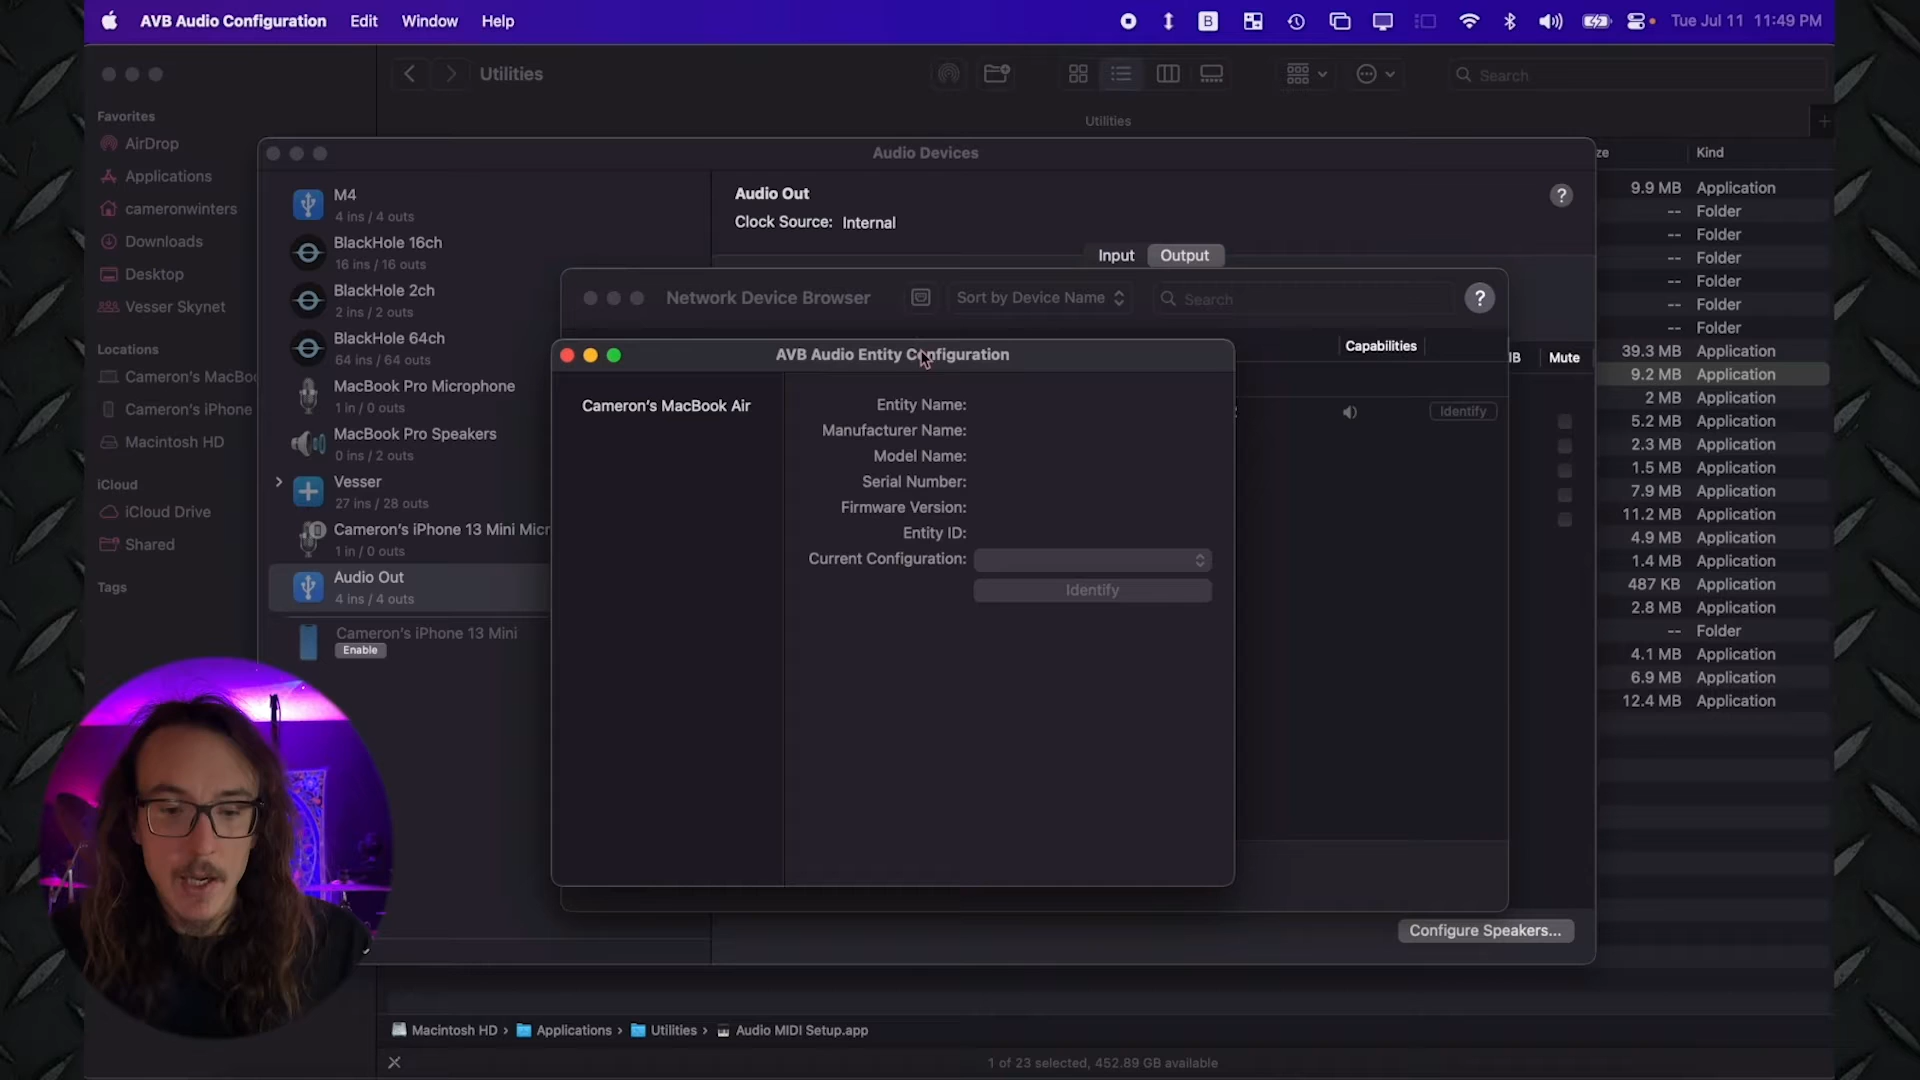 AVB Audio Configuration Edit Window Help
B Tue Jul 11 11:49 PM
Utilities
Search
Utilities
Favorites
AirDrop
Applications
cameronwinters
Downloads
Desktop
Vesser Skynet
Locations
Cameron's MacBoo
Cameron's iPhone
Macintosh HD
iCloud
iCloud Drive
Shared
Tags
Audio Devices
M4
4 ins / 4 outs
BlackHole 16ch
16 ins / 16 outs
BlackHole 2ch
2 ins / 2 outs
BlackHole 64ch
64 ins / 64 outs
MacBook Pro Microphone
1 in / 0 outs
MacBook Pro Speakers
0 ins / 2 outs
Vesser
27 ins / 28 outs
Cameron's iPhone 13 Mini Micr
1 in / 0 outs
Audio Out
4 ins / 4 outs
Cameron's iPhone 13 Mini
Enable
Audio Out
?
Clock Source: Internal
Input Output
Network Device Browser
Sort by Device Name
Search
?
Capabilities
IB Mute
Identify
AVB Audio Entity Configuration
Cameron's MacBook Air
Entity Name:
Manufacturer Name:
Model Name:
Serial Number:
Firmware Version:
Entity ID:
Current Configuration:
Identify
Configure Speakers...
ze Kind
9.9 MB Application
-- Folder
-- Folder
-- Folder
-- Folder
-- Folder
-- Folder
39.3 MB Application
9.2 MB Application
2 MB Application
5.2 MB Application
2.3 MB Application
1.5 MB Application
7.9 MB Application
11.2 MB Application
4.9 MB Application
1.4 MB Application
487 KB Application
2.8 MB Application
-- Folder
4.1 MB Application
6.9 MB Application
12.4 MB Application
Macintosh HD › Applications › Utilities › Audio MIDI Setup.app
1 of 23 selected, 452.89 GB available